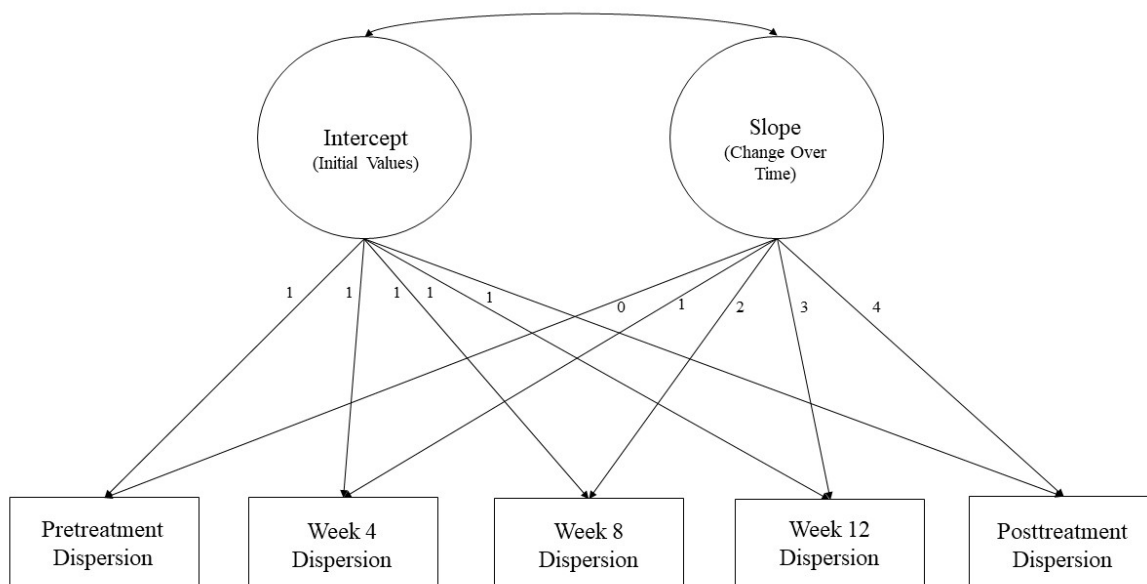 Intercept
(Initial Values)
Slope
(Change Over
Time)
1
1
1
1
1
0
1
2
3
4
Pretreatment
Dispersion
Week 4
Dispersion
Week 8
Dispersion
Week 12
Dispersion
Posttreatment
Dispersion